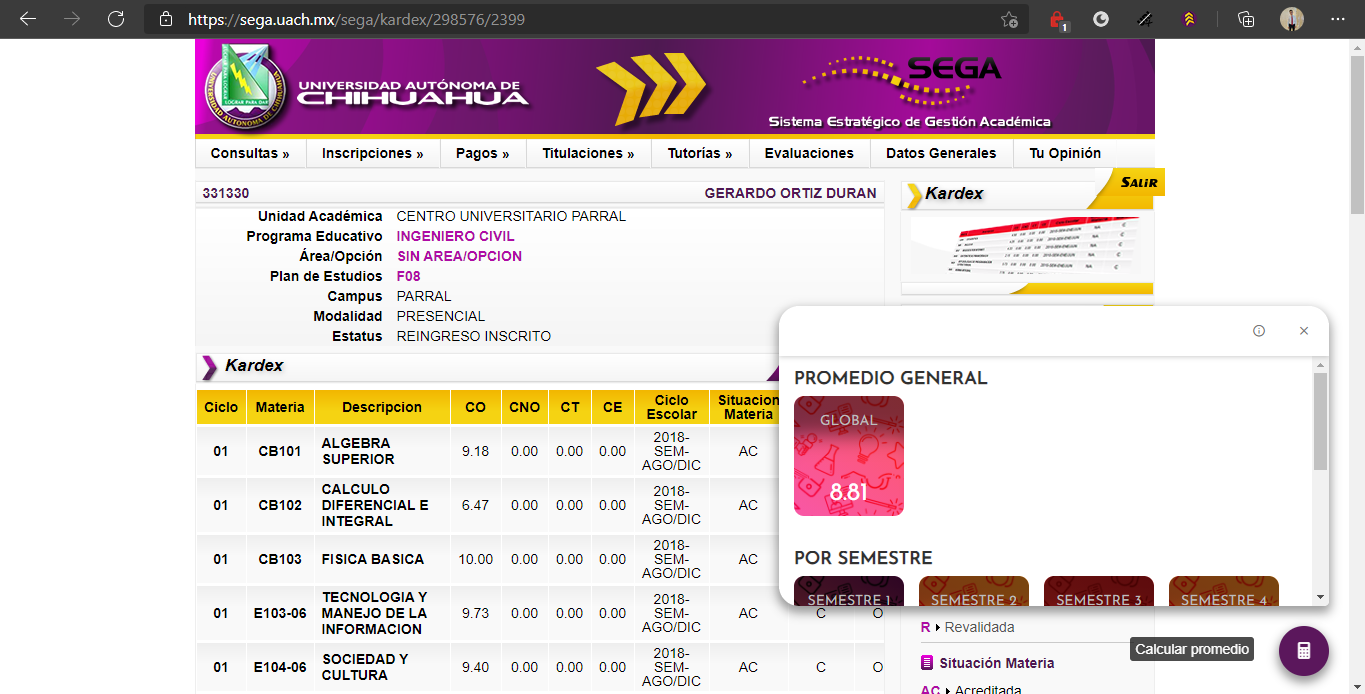 https://sega.uach.mx/sega/kardex/298576/2399
1
UNIVERSIDAD AUTÓNOMA DE
CHIHUAHUA
SEGA
Sistema Estratégico de Gestión Académica
Consultas » Inscripciones » Pagos » Titulaciones » Tutorías » Evaluaciones Datos Generales Tu Opinión
331330 GERARDO ORTIZ DURAN
Kardex
SALIR
Unidad Académica CENTRO UNIVERSITARIO PARRAL
Programa Educativo INGENIERO CIVIL
Área/Opción SIN AREA/OPCION
Plan de Estudios F08
Campus PARRAL
Modalidad PRESENCIAL
Estatus REINGRESO INSCRITO
Kardex
Ciclo Materia Descripcion CO CNO CT CE Ciclo Escolar Situacion Materia
01 CB101 ALGEBRA SUPERIOR 9.18 0.00 0.00 0.00 2018-SEM-AGO/DIC AC
01 CB102 CALCULO DIFERENCIAL E INTEGRAL 6.47 0.00 0.00 0.00 2018-SEM-AGO/DIC AC
01 CB103 FISICA BASICA 10.00 0.00 0.00 0.00 2018-SEM-AGO/DIC AC
01 E103-06 TECNOLOGIA Y MANEJO DE LA INFORMACION 9.73 0.00 0.00 0.00 2018-SEM-AGO/DIC AC C O
01 E104-06 SOCIEDAD Y CULTURA 9.40 0.00 0.00 0.00 2018-SEM-AGO/DIC AC C O
PROMEDIO GENERAL
GLOBAL
8.81
POR SEMESTRE
SEMESTRE 1 SEMESTRE 2 SEMESTRE 3 SEMESTRE 4
R Revalidada
Calcular promedio
Situación Materia
AC Acreditada